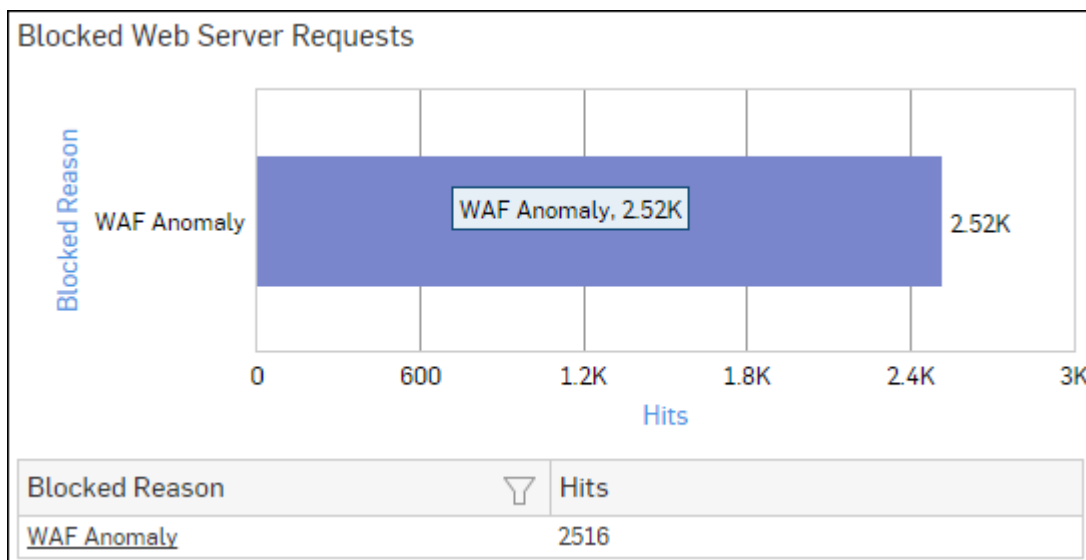 Blocked Web Server Requests
Blocked Reason
WAF Anomaly
WAF Anomaly, 2.52K
2.52K
0 600 1.2K 1.8K 2.4K 3K
Hits
Blocked Reason Hits
WAF Anomaly 2516